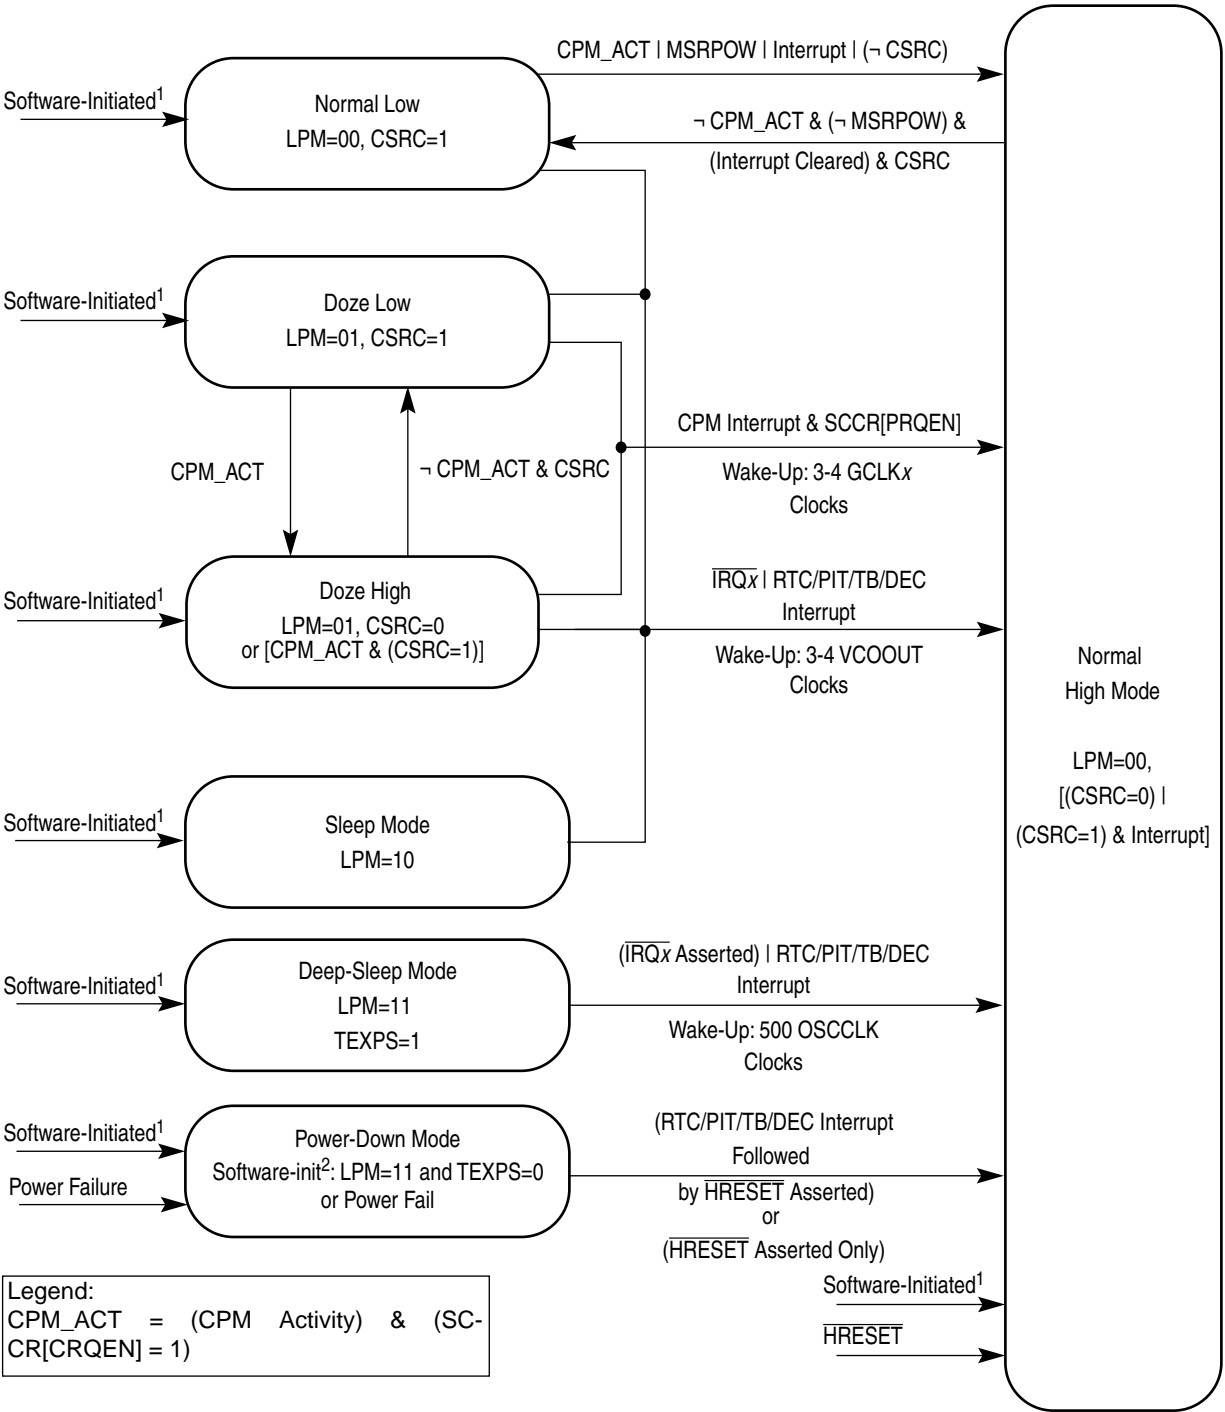 CPM_ACT | MSRPOW | Interrupt | (¬ CSRC)
Software-Initiated1
Normal Low
LPM=00, CSRC=1
¬ CPM_ACT & (¬ MSRPOW) &
(Interrupt Cleared) & CSRC
Software-Initiated1
Doze Low
LPM=01, CSRC=1
CPM_ACT
¬ CPM_ACT & CSRC
CPM Interrupt & SCCR[PRQEN]
Wake-Up: 3-4 GCLKx
Clocks
Software-Initiated1
Doze High
LPM=01, CSRC=0
or [CPM_ACT & (CSRC=1)]
IRQx | RTC/PIT/TB/DEC
Interrupt
Wake-Up: 3-4 VCOOUT
Clocks
Normal
High Mode
LPM=00,
[(CSRC=0) |
(CSRC=1) & Interrupt]
Software-Initiated1
Sleep Mode
LPM=10
Software-Initiated1
Deep-Sleep Mode
LPM=11
TEXPS=1
(IRQx Asserted) | RTC/PIT/TB/DEC
Interrupt
Wake-Up: 500 OSCCLK
Clocks
Software-Initiated1
Power Failure
Power-Down Mode
Software-init2: LPM=11 and TEXPS=0
or Power Fail
(RTC/PIT/TB/DEC Interrupt
Followed
by HRESET Asserted)
or
(HRESET Asserted Only)
Software-Initiated1
HRESET
Legend:
CPM_ACT = (CPM Activity) & (SC-
CR[CRQEN] = 1)